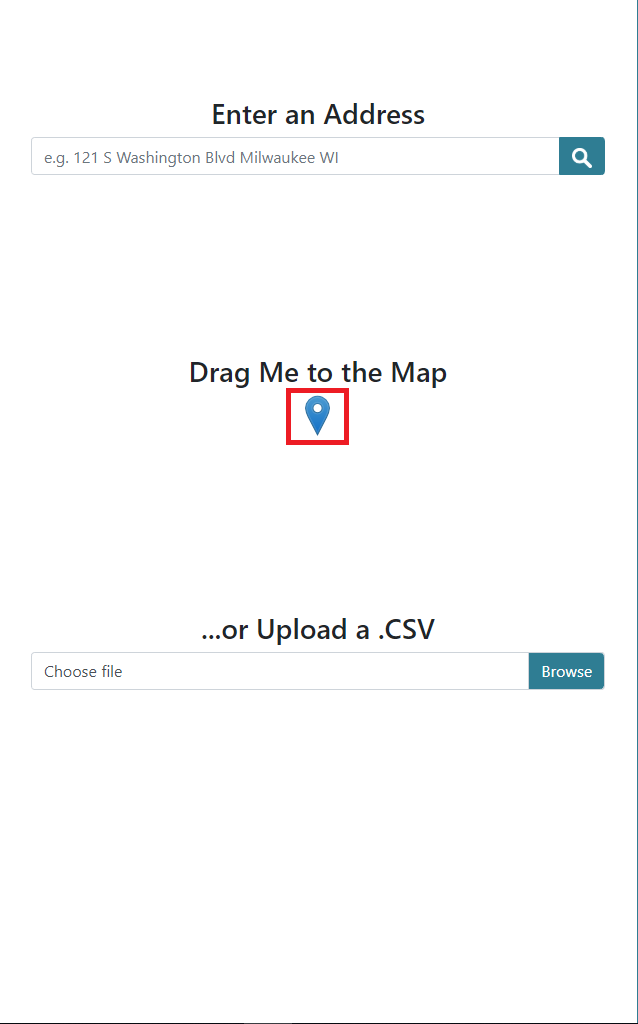 Enter an Address
e.g. 121 S Washington Blvd Milwaukee WI
Drag Me to the Map
...or Upload a .CSV
Choose file Browse